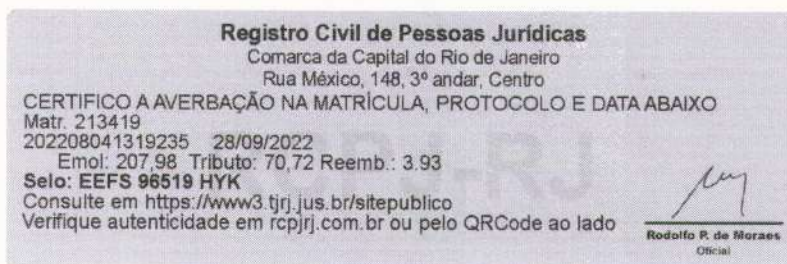 Registro Civil de Pessoas Jurídicas
Comarca da Capital do Rio de Janeiro
Rua México, 148, 3º andar, Centro
CERTIFICO A AVERBAÇÃO NA MATRÍCULA, PROTOCOLO E DATA ABAIXO
Matr. 213419
202208041319235 28/09/2022
Emol: 207,98 Tributo: 70,72 Reemb.: 3.93
Selo: EEFS 96519 HYK
Consulte em https://www3.tjrj.jus.br/sitepublico
Verifique autenticidade em rcpjrj.com.br ou pelo QRCode ao lado
RCPJ-RJ
Rodolfo P. de Moraes
Oficial